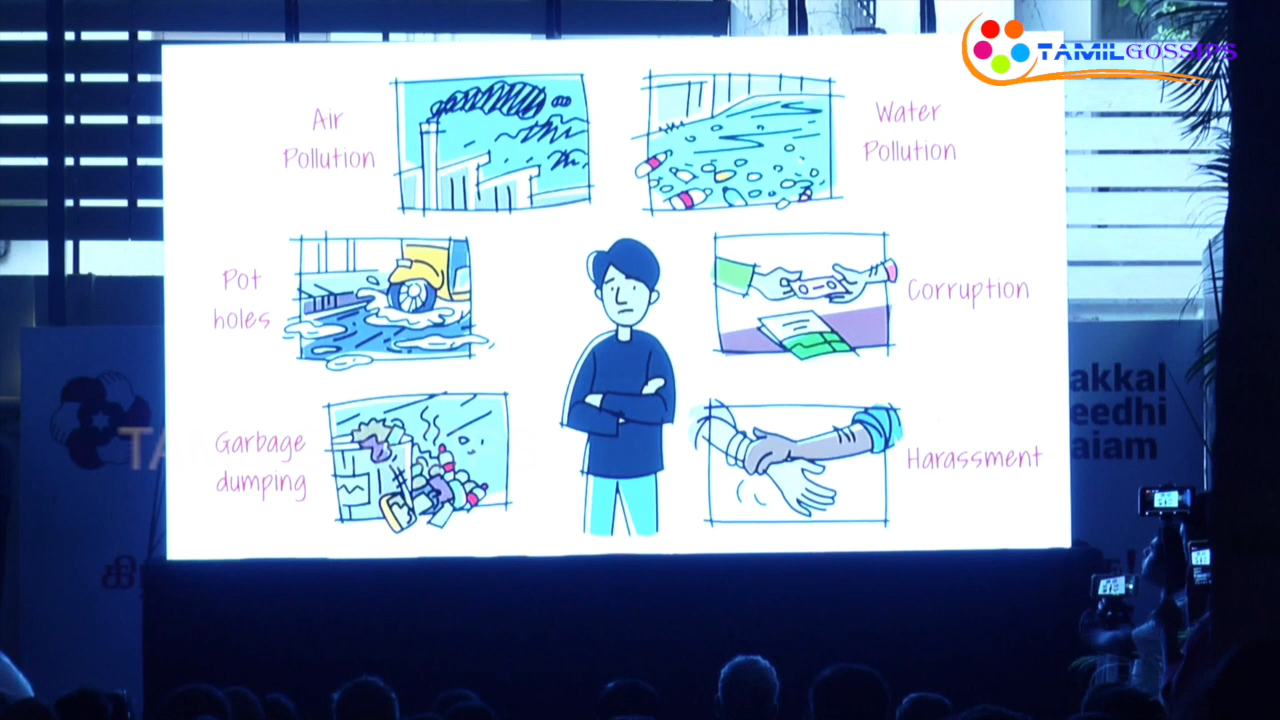 TAMILGOSSIPS
Air
Pollution
Water
Pollution
Pot
holes
Corruption
Garbage
dumping
Harassment
akkal
eedhi
aiam